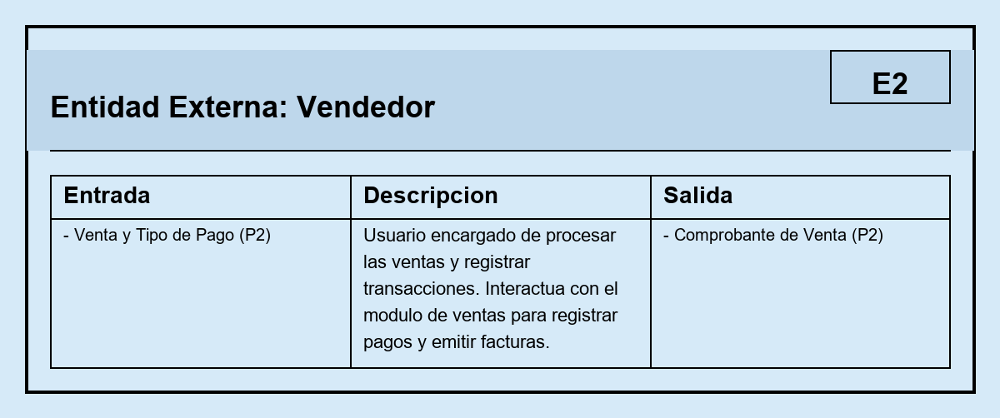 Entidad Externa: Vendedor
E2
Entrada
Descripcion
Salida
- Venta y Tipo de Pago (P2)
Usuario encargado de procesar
las ventas y registrar
transacciones. Interactua con el
modulo de ventas para registrar
pagos y emitir facturas.
- Comprobante de Venta (P2)